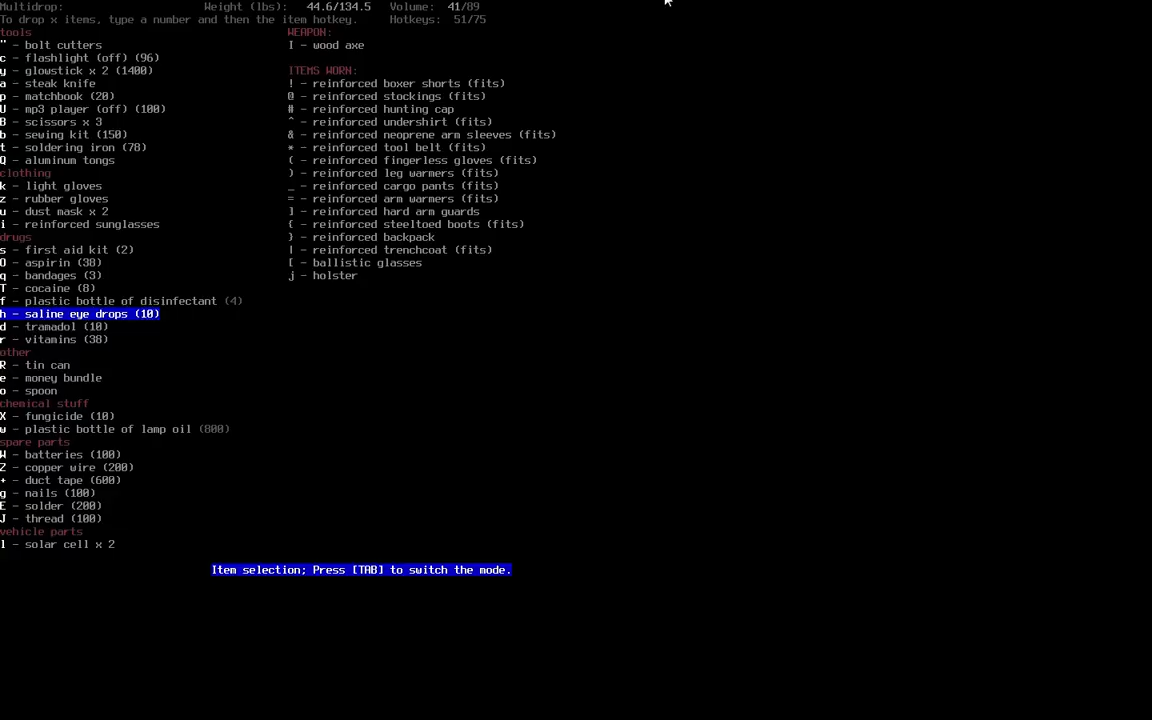 Multidrop: Weight (lbs): 44.6/134.5 Volume: 41/89
To drop x items, type a number and then the item hotkey. Hotkeys: 51/75
tools
" - bolt cutters
c - flashlight (off) (96)
y - glowstick x 2 (1400)
a - steak knife
p - matchbook (20)
U - mp3 player (off) (100)
B - scissors x 3
b - sewing kit (150)
t - soldering iron (78)
Q - aluminum tongs
clothing
k - light gloves
z - rubber gloves
u - dust mask x 2
i - reinforced sunglasses
drugs
s - first aid kit (2)
O - aspirin (38)
q - bandages (3)
T - cocaine (8)
f - plastic bottle of disinfectant (4)
h - saline eye drops (10)
d - tramadol (10)
r - vitamins (38)
other
R - tin can
e - money bundle
o - spoon
chemical stuff
X - fungicide (10)
w - plastic bottle of lamp oil (800)
spare parts
W - batteries (100)
Z - copper wire (200)
+ - duct tape (600)
g - nails (100)
E - solder (200)
J - thread (100)
vehicle parts
l - solar cell x 2
WEAPON:
I - wood axe
ITEMS WORN:
! - reinforced boxer shorts (fits)
@ - reinforced stockings (fits)
# - reinforced hunting cap
^ - reinforced undershirt (fits)
& - reinforced neoprene arm sleeves (fits)
* - reinforced tool belt (fits)
( - reinforced fingerless gloves (fits)
) - reinforced leg warmers (fits)
_ - reinforced cargo pants (fits)
= - reinforced arm warmers (fits)
] - reinforced hard arm guards
{ - reinforced steeltoed boots (fits)
} - reinforced backpack
| - reinforced trenchcoat (fits)
[ - ballistic glasses
j - holster
Item selection; Press [TAB] to switch the mode.